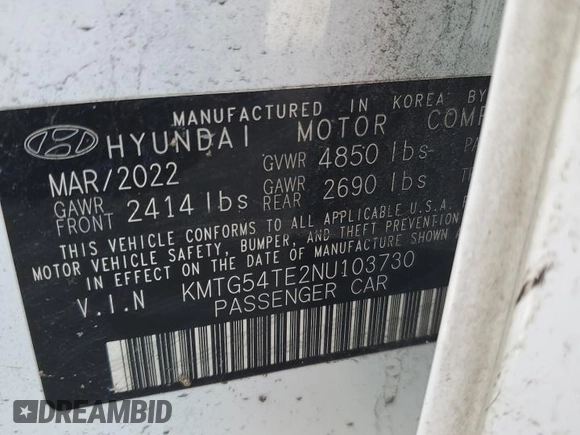 MANUFACTURED IN KOREA BY
HYUNDAI MOTOR
MAR/2022 GVWR 4850 lbs
GAWR FRONT 2414 lbs GAWR REAR 2690 lbs
THIS VEHICLE CONFORMS TO ALL APPLICABLE U.S.A.
MOTOR VEHICLE SAFETY, BUMPER, AND THEFT PREVENTION
IN EFFECT ON THE DATE OF MANUFACTURE SHOWN
V.I.N KMTG54TE2NU103730
PASSENGER CAR
DREAMBID